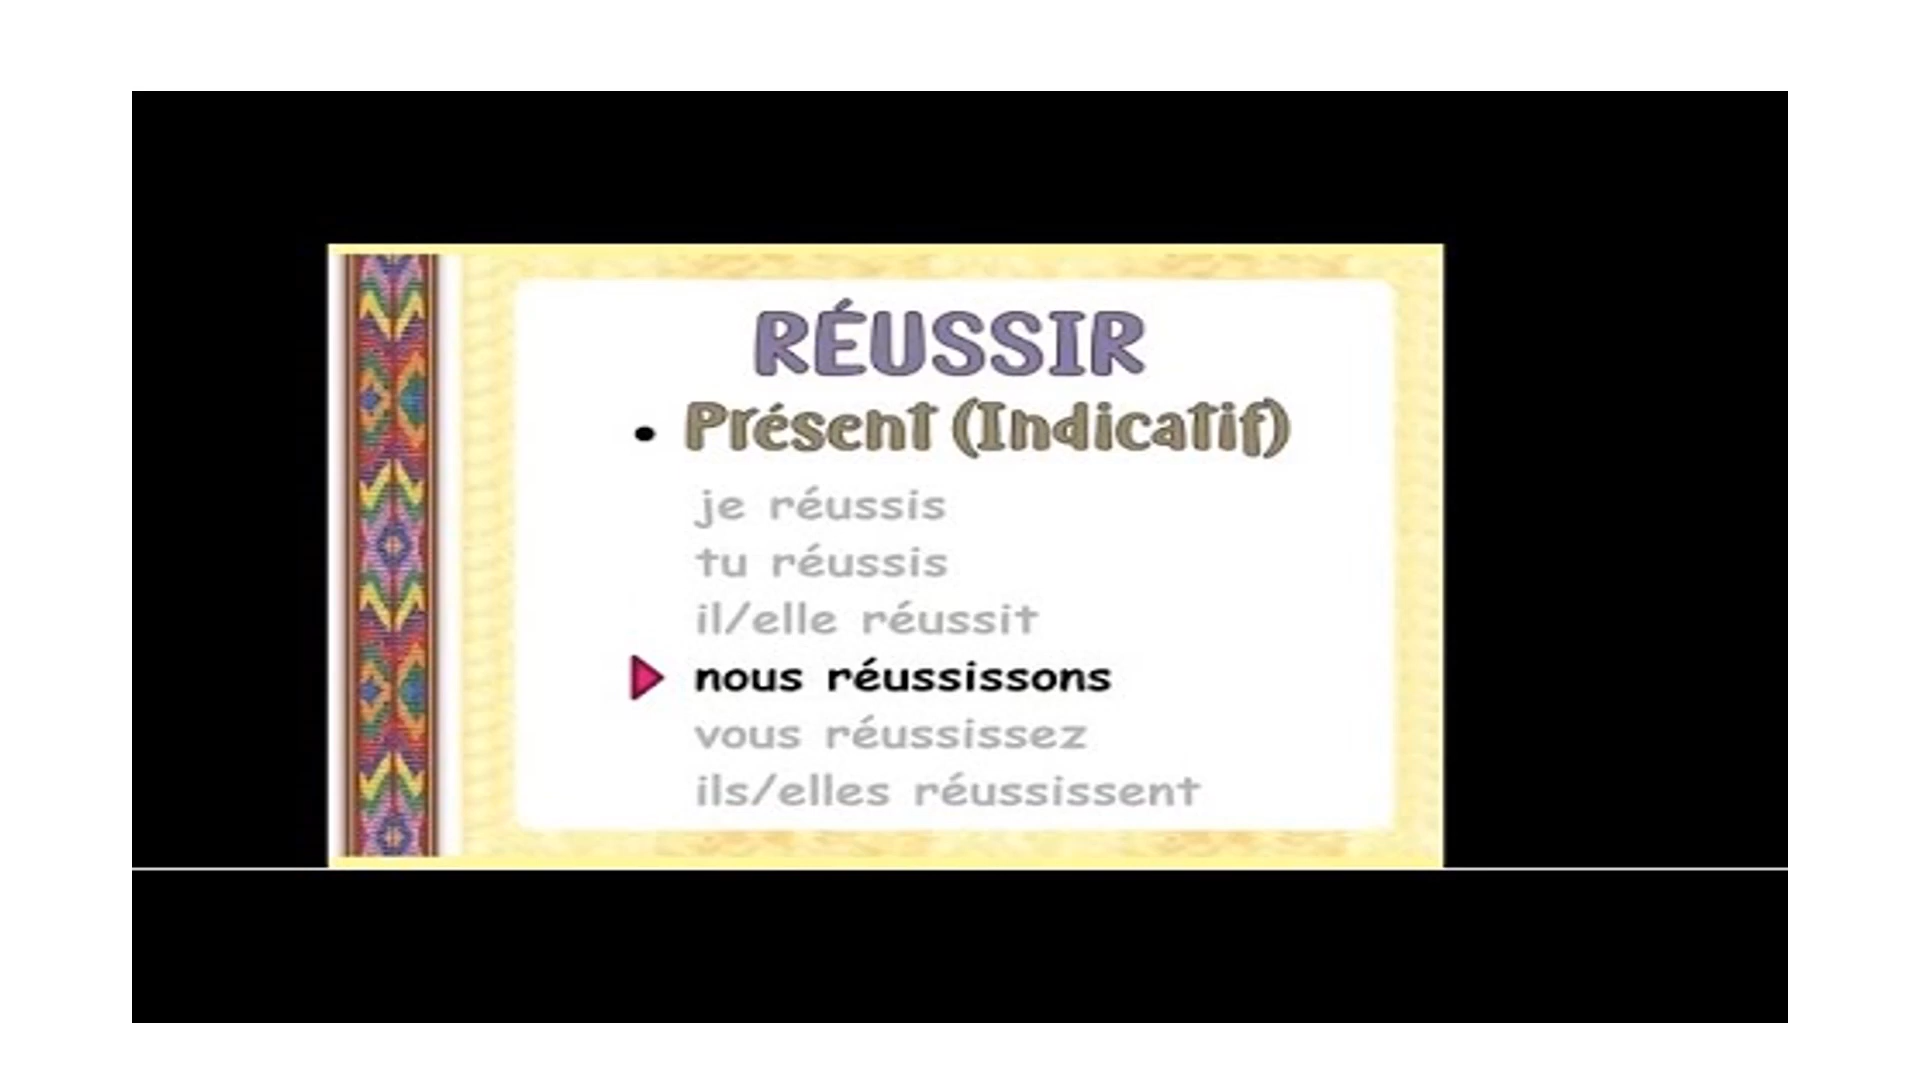 RÉUSSIR
• Présent (Indicatif)
je réussis
tu réussis
il/elle réussit
nous réussissons
vous réussissez
ils/elles réussissent